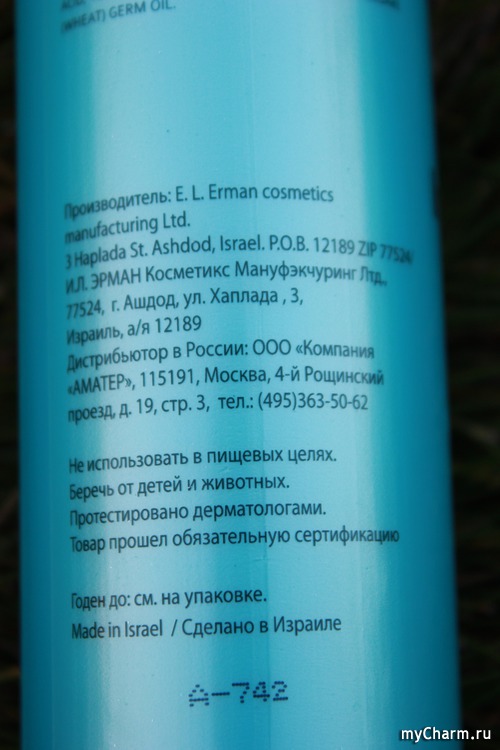 (WHEAT) GERM OIL.
Производитель: E. L. Erman cosmetics
manufacturing Ltd.
3 Haplada St. Ashdod, Israel. P.O.B. 12189 ZIP 77524/
И.Л. ЭРМАН Косметикс Мануфэкчуринг Лтд.,
77524, г. Ашдод, ул. Хаплада , 3,
Израиль, а/я 12189
Дистрибьютор в России: ООО «Компания
«АМАТЕР», 115191, Москва, 4-й Рощинский
проезд, д. 19, стр. 3, тел.: (495)363-50-62
Не использовать в пищевых целях.
Беречь от детей и животных.
Протестировано дерматологами.
Товар прошел обязательную сертификацию
Годен до: см. на упаковке.
Made in Israel / Сделано в Израиле
A-742
myCharm.ru